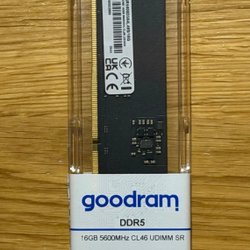 goodram
DDR5
16GB 5600MHz CL46 UDIMM SR